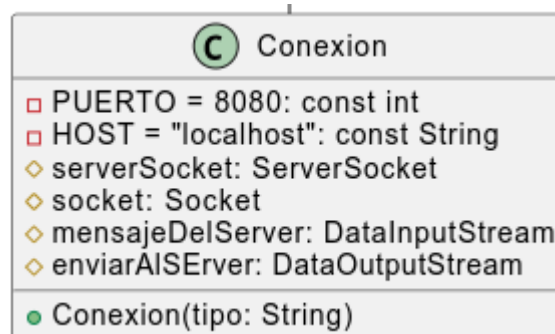 C Conexion
PUERTO = 8080: const int
HOST = "localhost": const String
serverSocket: ServerSocket
socket: Socket
mensajeDelServer: DataInputStream
enviarAlSErver: DataOutputStream
Conexion(tipo: String)